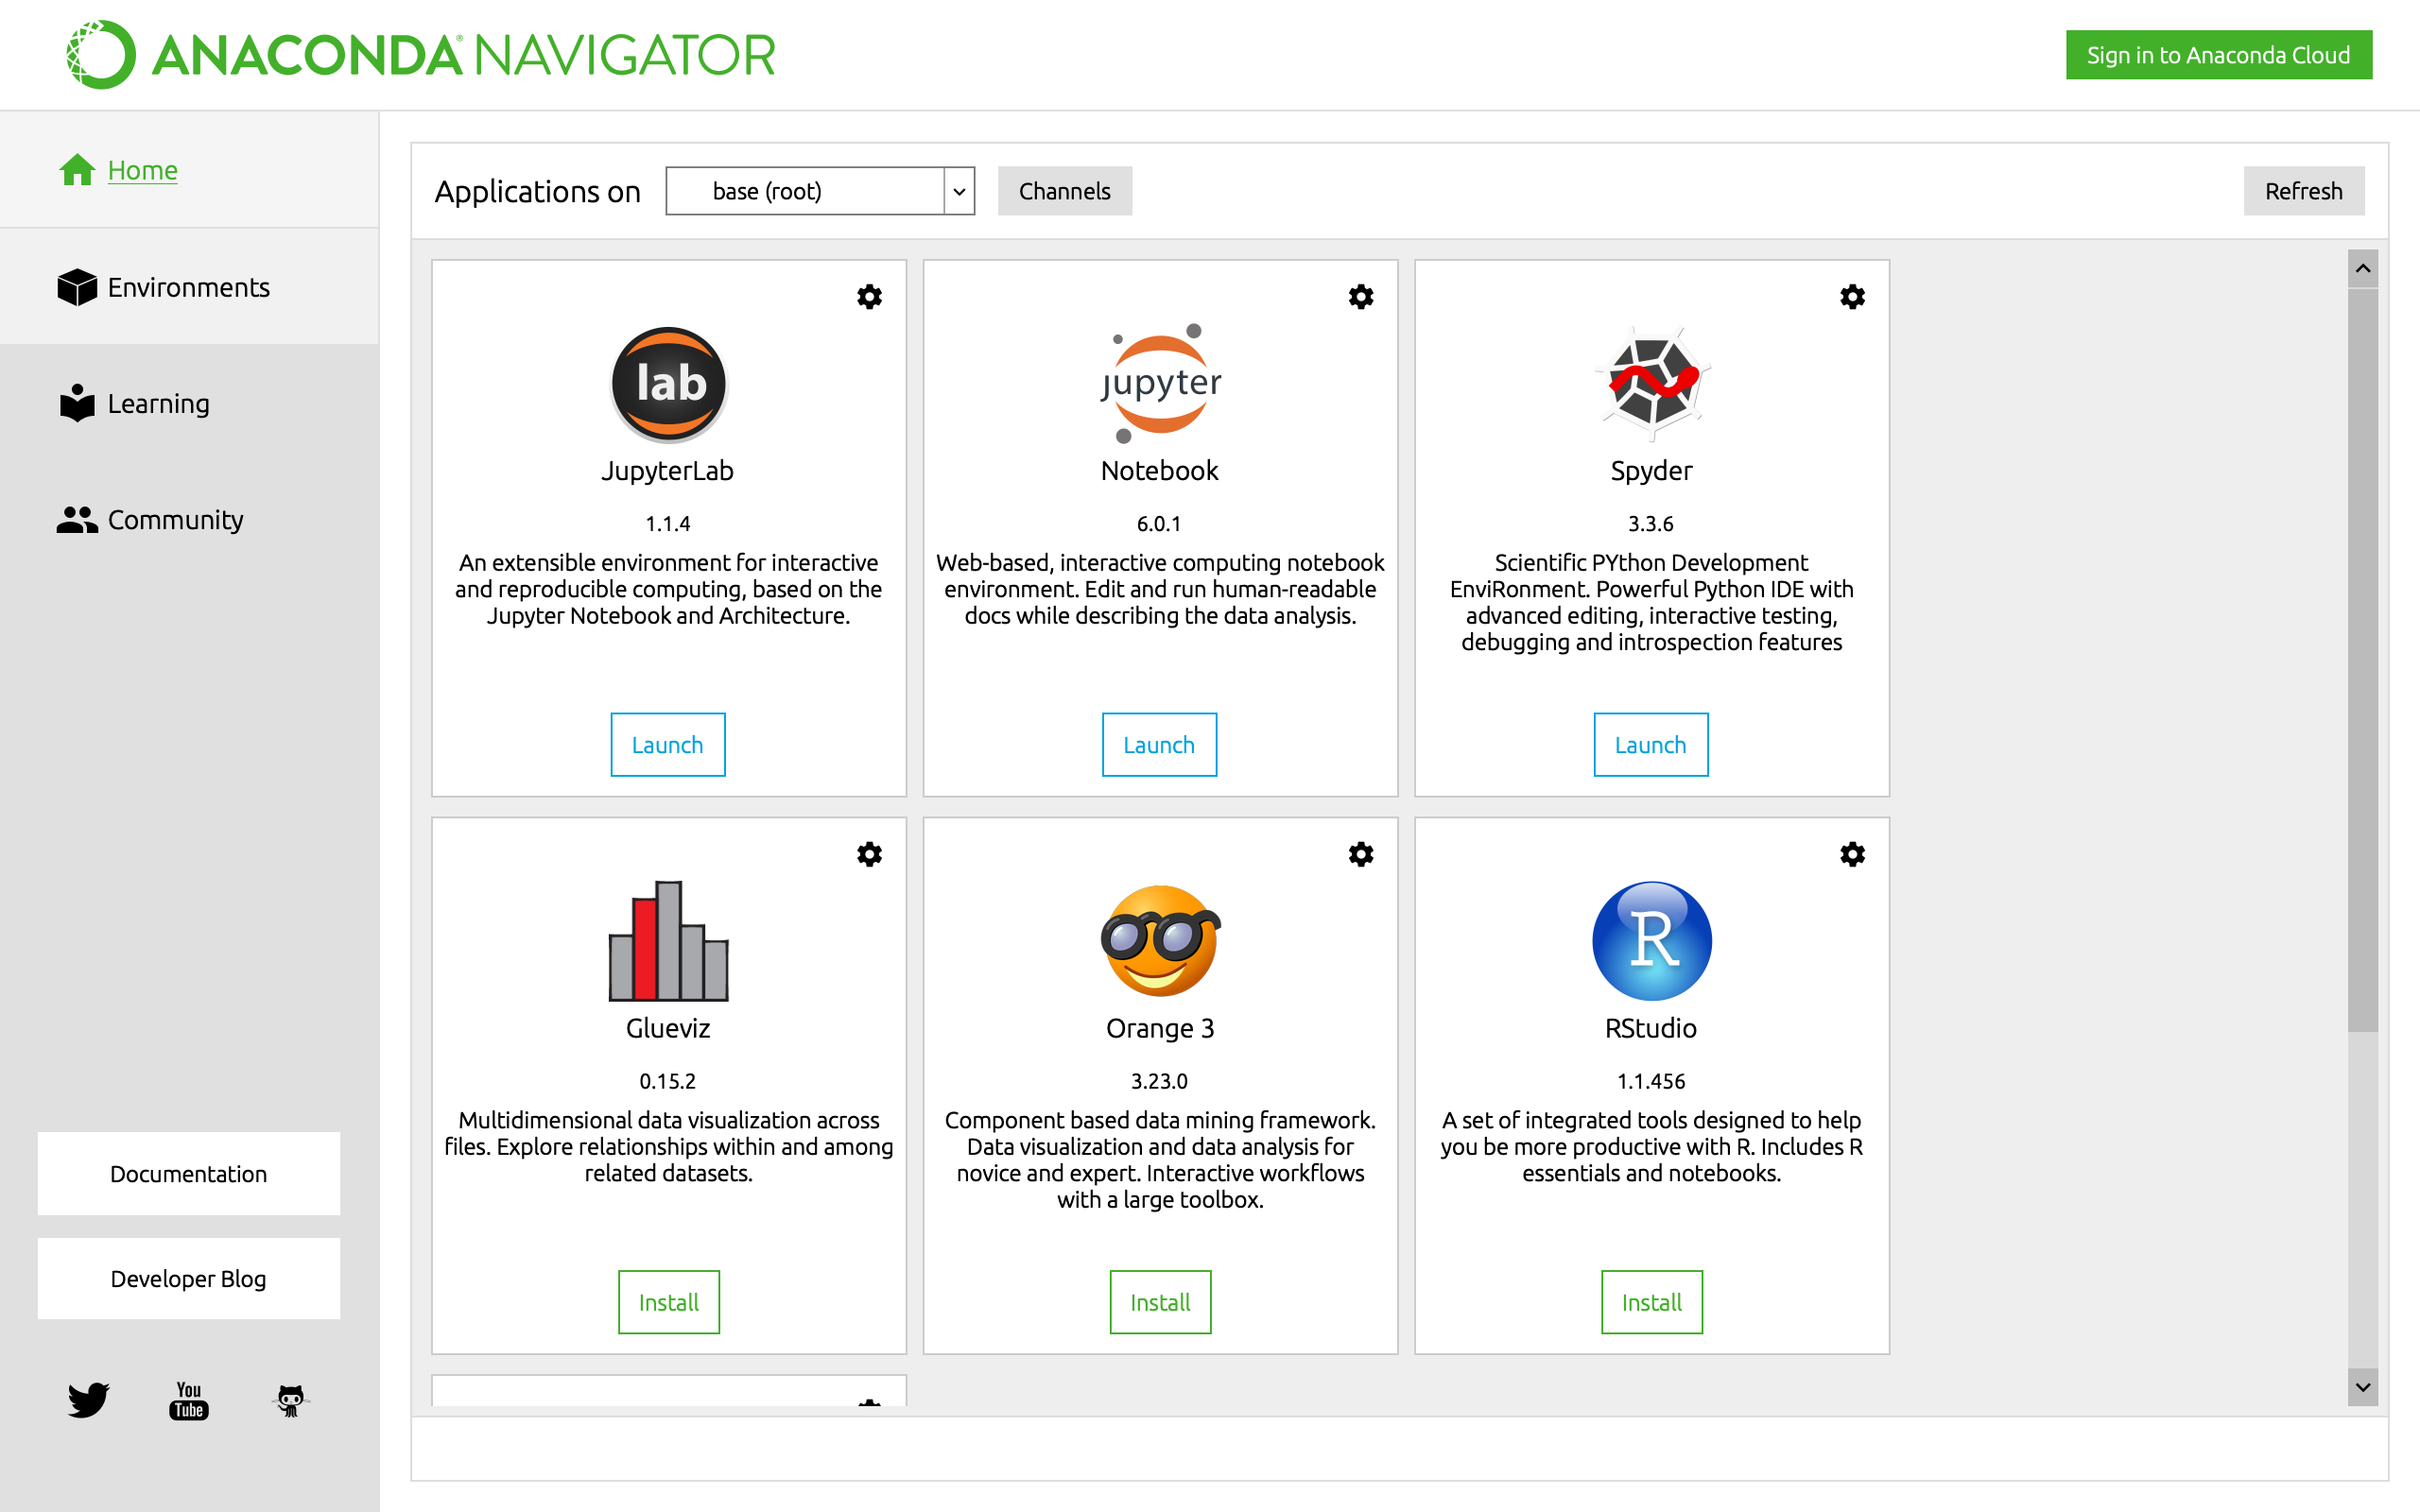 ANACONDA® NAVIGATOR
Sign in to Anaconda Cloud
Home
Environments
Learning
Community
Documentation
Developer Blog
You
Tube
Applications on
base (root)
Channels
Refresh
lab
JupyterLab
1.1.4
An extensible environment for interactive
and reproducible computing, based on the
Jupyter Notebook and Architecture.
Launch
jupyter
Notebook
6.0.1
Web-based, interactive computing notebook
environment. Edit and run human-readable
docs while describing the data analysis.
Launch
Spyder
3.3.6
Scientific PYthon Development
EnviRonment. Powerful Python IDE with
advanced editing, interactive testing,
debugging and introspection features
Launch
Glueviz
0.15.2
Multidimensional data visualization across
files. Explore relationships within and among
related datasets.
Install
Orange 3
3.23.0
Component based data mining framework.
Data visualization and data analysis for
novice and expert. Interactive workflows
with a large toolbox.
Install
R
RStudio
1.1.456
A set of integrated tools designed to help
you be more productive with R. Includes R
essentials and notebooks.
Install